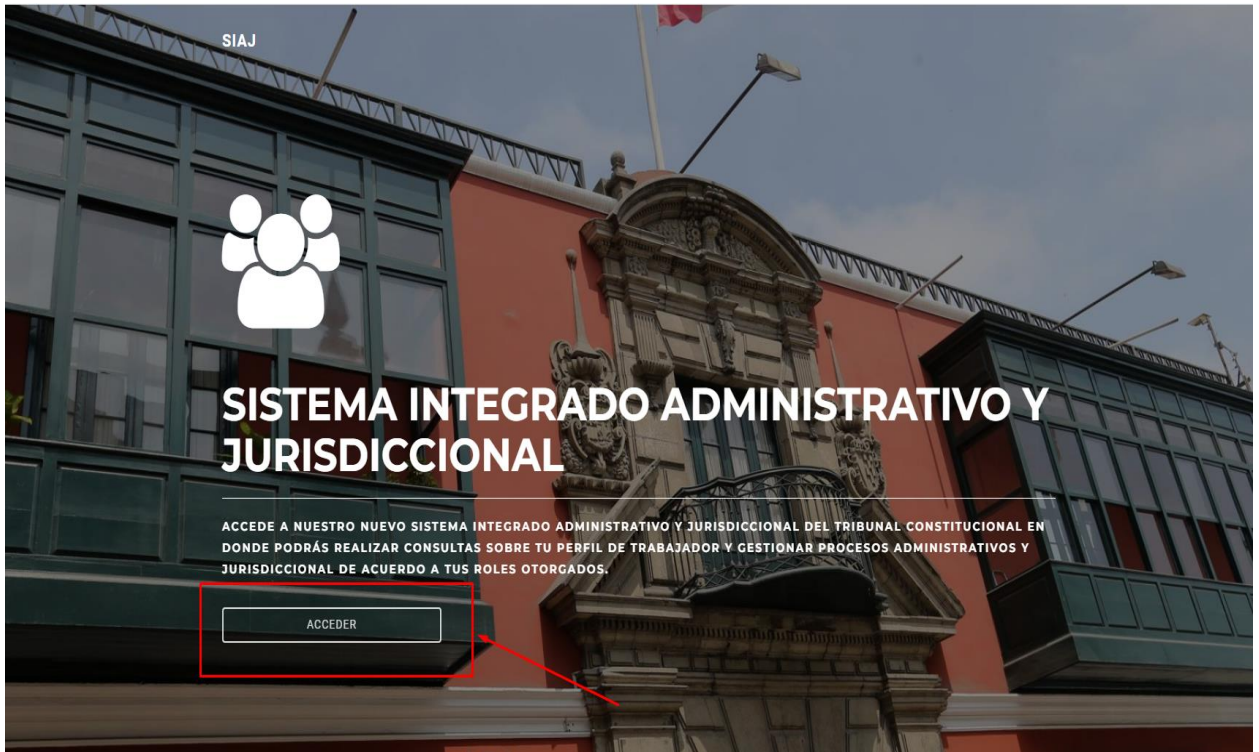 SIAJ
SISTEMA INTEGRADO ADMINISTRATIVO Y
JURISDICCIONAL
ACCEDE A NUESTRO NUEVO SISTEMA INTEGRADO ADMINISTRATIVO Y JURISDICCIONAL DEL TRIBUNAL CONSTITUCIONAL EN
DONDE PODRÁS REALIZAR CONSULTAS SOBRE TU PERFIL DE TRABAJADOR Y GESTIONAR PROCESOS ADMINISTRATIVOS Y
JURISDICCIONAL DE ACUERDO A TUS ROLES OTORGADOS.
ACCEDER